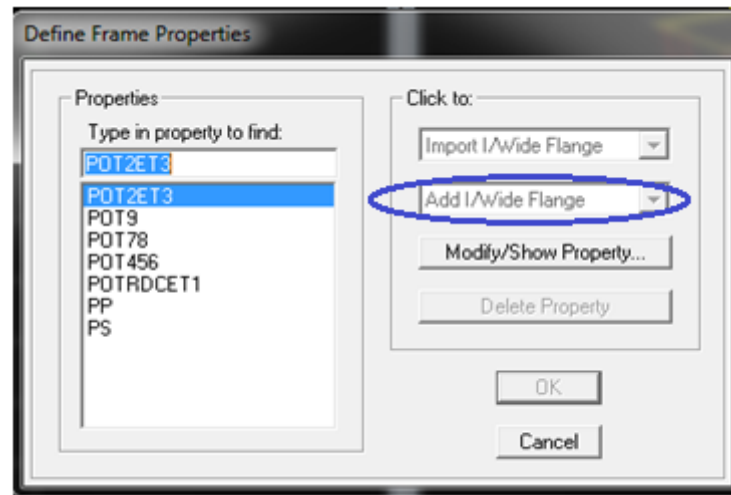 Define Frame Properties
Properties
Type in property to find:
POT2ET3
POT2ET3
POT9
POT78
POT456
POTRDCET1
PP
PS
Click to:
Import I/Wide Flange
Add I/Wide Flange
Modify/Show Property...
Delete Property
OK
Cancel